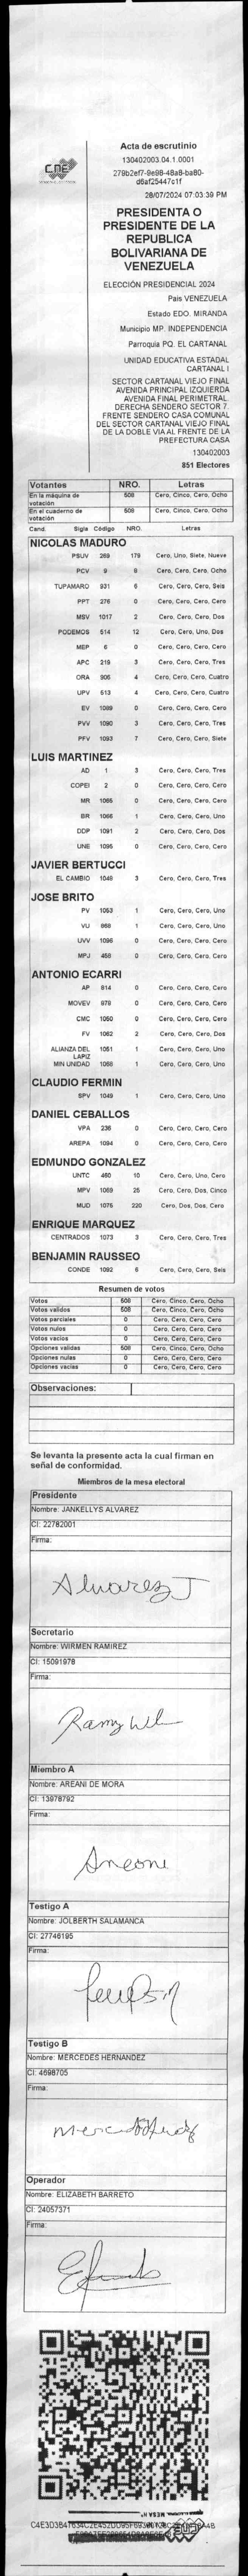 Acta de escrutinio
130402003.04.1.0001
279b2ef7-9e98-48a8-ba80-
d6af25447c1f
28/07/2024 07:03:39 PM
CNE
PRESIDENTA O
PRESIDENTE DE LA
REPUBLICA
BOLIVARIANA DE
VENEZUELA
ELECCIÓN PRESIDENCIAL 2024
País VENEZUELA
Estado EDO. MIRANDA
Municipio MP. INDEPENDENCIA
Parroquia PQ. EL CARTANAL
UNIDAD EDUCATIVA ESTADAL
CARTANAL I
SECTOR CARTANAL VIEJO FINAL
AVENIDA PRINCIPAL IZQUIERDA
AVENIDA FINAL PERIMETRAL.
DERECHA SENDERO SECTOR 7.
FRENTE SENDERO CASA COMUNAL
DEL SECTOR CARTANAL VIEJO FINAL
DE LA DOBLE VIA AL FRENTE DE LA
PREFECTURA CASA
130402003
851 Electores
Votantes NRO. Letras
En la máquina de votación 508 Cero, Cinco, Cero, Ocho
En el cuaderno de votación 508 Cero, Cinco, Cero, Ocho
Cand. Sigla Código NRO. Letras
NICOLAS MADURO
PSUV 269 179 Cero, Uno, Siete, Nueve
PCV 9 8 Cero, Cero, Cero, Ocho
TUPAMARO 931 6 Cero, Cero, Cero, Seis
PPT 276 0 Cero, Cero, Cero, Cero
MSV 1017 2 Cero, Cero, Cero, Dos
PODEMOS 514 12 Cero, Cero, Uno, Dos
MEP 6 0 Cero, Cero, Cero, Cero
APC 219 3 Cero, Cero, Cero, Tres
ORA 906 4 Cero, Cero, Cero, Cuatro
UPV 513 4 Cero, Cero, Cero, Cuatro
EV 1089 0 Cero, Cero, Cero, Cero
PVV 1090 3 Cero, Cero, Cero, Tres
PFV 1093 7 Cero, Cero, Cero, Siete
LUIS MARTINEZ
AD 1 3 Cero, Cero, Cero, Tres
COPEI 2 0 Cero, Cero, Cero, Cero
MR 1065 0 Cero, Cero, Cero, Cero
BR 1066 1 Cero, Cero, Cero, Uno
DDP 1091 2 Cero, Cero, Cero, Dos
UNE 1095 0 Cero, Cero, Cero, Cero
JAVIER BERTUCCI
EL CAMBIO 1048 3 Cero, Cero, Cero, Tres
JOSE BRITO
PV 1053 1 Cero, Cero, Cero, Uno
VU 868 1 Cero, Cero, Cero, Uno
UVV 1096 0 Cero, Cero, Cero, Cero
MPJ 458 0 Cero, Cero, Cero, Cero
ANTONIO ECARRI
AP 814 0 Cero, Cero, Cero, Cero
MOVEV 979 0 Cero, Cero, Cero, Cero
CMC 1050 0 Cero, Cero, Cero, Cero
FV 1062 2 Cero, Cero, Cero, Dos
ALIANZA DEL LAPIZ 1051 1 Cero, Cero, Cero, Uno
MIN UNIDAD 1068 1 Cero, Cero, Cero, Uno
CLAUDIO FERMIN
SPV 1049 1 Cero, Cero, Cero, Uno
DANIEL CEBALLOS
VPA 236 0 Cero, Cero, Cero, Cero
AREPA 1094 0 Cero, Cero, Cero, Cero
EDMUNDO GONZALEZ
UNTC 460 10 Cero, Cero, Uno, Cero
MPV 1069 25 Cero, Cero, Dos, Cinco
MUD 1075 220 Cero, Dos, Dos, Cero
ENRIQUE MARQUEZ
CENTRADOS 1073 3 Cero, Cero, Cero, Tres
BENJAMIN RAUSSEO
CONDE 1092 6 Cero, Cero, Cero, Seis
Resumen de votos
Votos 508 Cero, Cinco, Cero, Ocho
Votos validos 508 Cero, Cinco, Cero, Ocho
Votos parciales 0 Cero, Cero, Cero, Cero
Votos nulos 0 Cero, Cero, Cero, Cero
Votos vacios 0 Cero, Cero, Cero, Cero
Opciones validas 508 Cero, Cinco, Cero, Ocho
Opciones nulas 0 Cero, Cero, Cero, Cero
Opciones vacias 0 Cero, Cero, Cero, Cero
Observaciones:
Se levanta la presente acta la cual firman en
señal de conformidad.
Miembros de la mesa electoral
Presidente
Nombre: JANKELLYS ALVAREZ
CI: 22782001
Firma:
Alvarez J
Secretario
Nombre: WIRMEN RAMIREZ
CI: 15091978
Firma:
Miembro A
Nombre: AREANI DE MORA
CI: 13978792
Firma:
Testigo A
Nombre: JOLBERTH SALAMANCA
CI: 27746195
Firma:
Testigo B
Nombre: MERCEDES HERNANDEZ
CI: 4698705
Firma:
Operador
Nombre: ELIZABETH BARRETO
CI: 24057371
Firma: